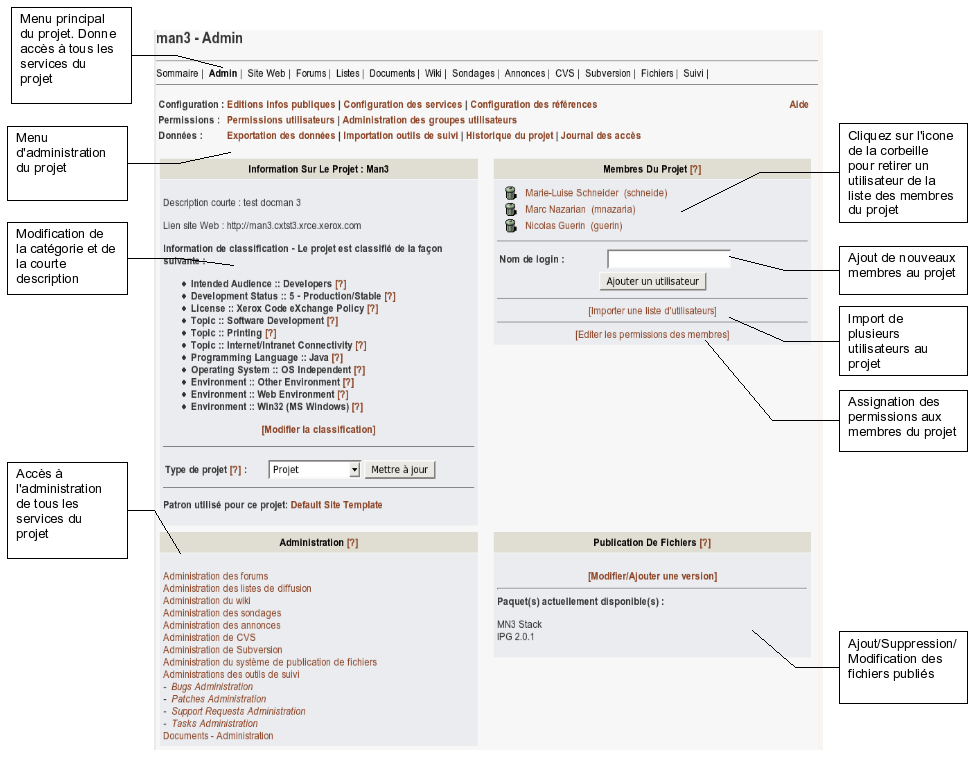 Menu principal
du projet. Donne
accès à tous les
services du
projet
man3 - Admin
Sommaire | Admin | Site Web | Forums | Listes | Documents | Wiki | Sondages | Annonces | CVS | Subversion | Fichiers | Suivi |
Configuration : Editions infos publiques | Configuration des services | Configuration des références Aide
Permissions : Permissions utilisateurs | Administration des groupes utilisateurs
Données : Exportation des données | Importation outils de suivi | Historique du projet | Journal des accès
Menu
d'administration
du projet
Cliquez sur l'icone
de la corbeille
pour retirer un
utilisateur de la
liste des membres
du projet
Information Sur Le Projet : Man3
Description courte : test docman 3
Lien site Web : http://man3.cxtst3.xrce.xerox.com
Information de classification - Le projet est classifié de la façon
suivante :
♦ Intended Audience :: Developers [?]
♦ Development Status :: 5 - Production/Stable [?]
♦ License :: Xerox Code eXchange Policy [?]
♦ Topic :: Software Development [?]
♦ Topic :: Printing [?]
♦ Topic :: Internet/Intranet Connectivity [?]
♦ Programming Language :: Java [?]
♦ Operating System :: OS Independent [?]
♦ Environment :: Other Environment [?]
♦ Environment :: Web Environment [?]
♦ Environment :: Win32 (MS Windows) [?]
[Modifier la classification]
Type de projet [?] : Projet Mettre à jour
Patron utilisé pour ce projet: Default Site Template
Modification de
la catégorie et de
la courte
description
Membres Du Projet [?]
Marie-Luise Schneider (schneide)
Marc Nazarian (mnazaria)
Nicolas Guerin (guerin)
Nom de login :
Ajouter un utilisateur
[Importer une liste d'utilisateurs]
[Editer les permissions des membres]
Ajout de nouveaux
membres au projet
Import de
plusieurs
utilisateurs au
projet
Assignation des
permissions aux
membres du projet
Accès à
l'administration
de tous les
services du
projet
Administration [?]
Administration des forums
Administration des listes de diffusion
Administration du wiki
Administration des sondages
Administration des annonces
Administration de CVS
Administration de Subversion
Administration du système de publication de fichiers
Administrations des outils de suivi
- Bugs Administration
- Patches Administration
- Support Requests Administration
- Tasks Administration
Documents - Administration
Publication De Fichiers [?]
[Modifier/Ajouter une version]
Paquet(s) actuellement disponible(s) :
MN3 Stack
IPG 2.0.1
Ajout/Suppression/
Modification des
fichiers publiés